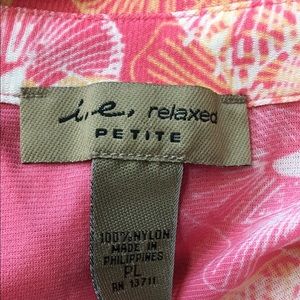 i.e. relaxed
PETITE
100% NYLON
MADE IN
PHILIPPINES
PL
RN 13711